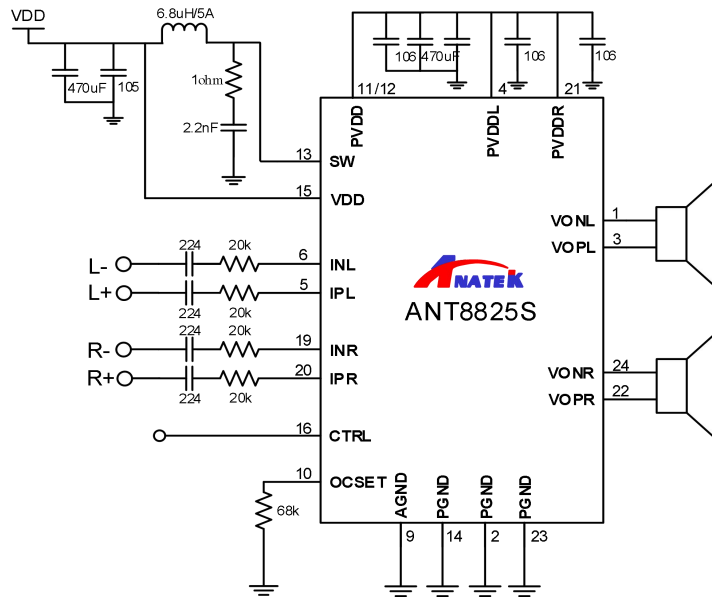 VDD
6.8uH/5A
470uF
105
1ohm
2.2nF
106
470uF
106
106
11/12
4
21
PVDD
PVDDL
PVDDR
13
SW
15
VDD
224
20k
L-
6
INL
L+
5
IPL
224
20k
224
20k
R-
19
INR
R+
20
IPR
224
20k
16
CTRL
10
OCSET
68k
ANATEK
ANT8825S
VONL
1
VOPL
3
VONR
24
VOPR
22
AGND
PGND
PGND
PGND
9
14
2
23